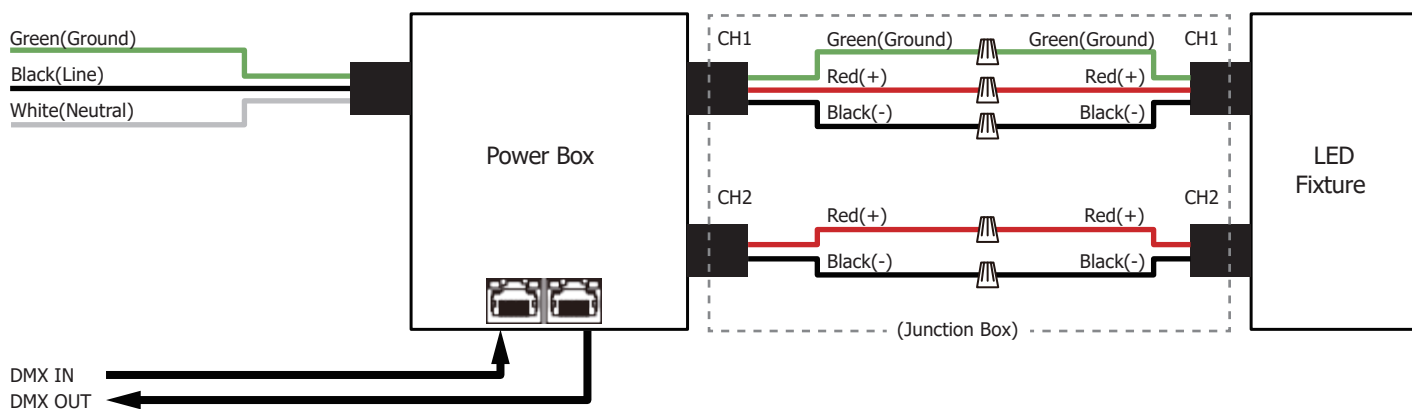 Green(Ground)
Black(Line)
White(Neutral)
Power Box
CH1
Green(Ground)
Green(Ground)
CH1
Red(+)
Red(+)
Black(-)
Black(-)
LED
Fixture
CH2
CH2
Red(+)
Red(+)
Black(-)
Black(-)
(Junction Box)
DMX IN
DMX OUT